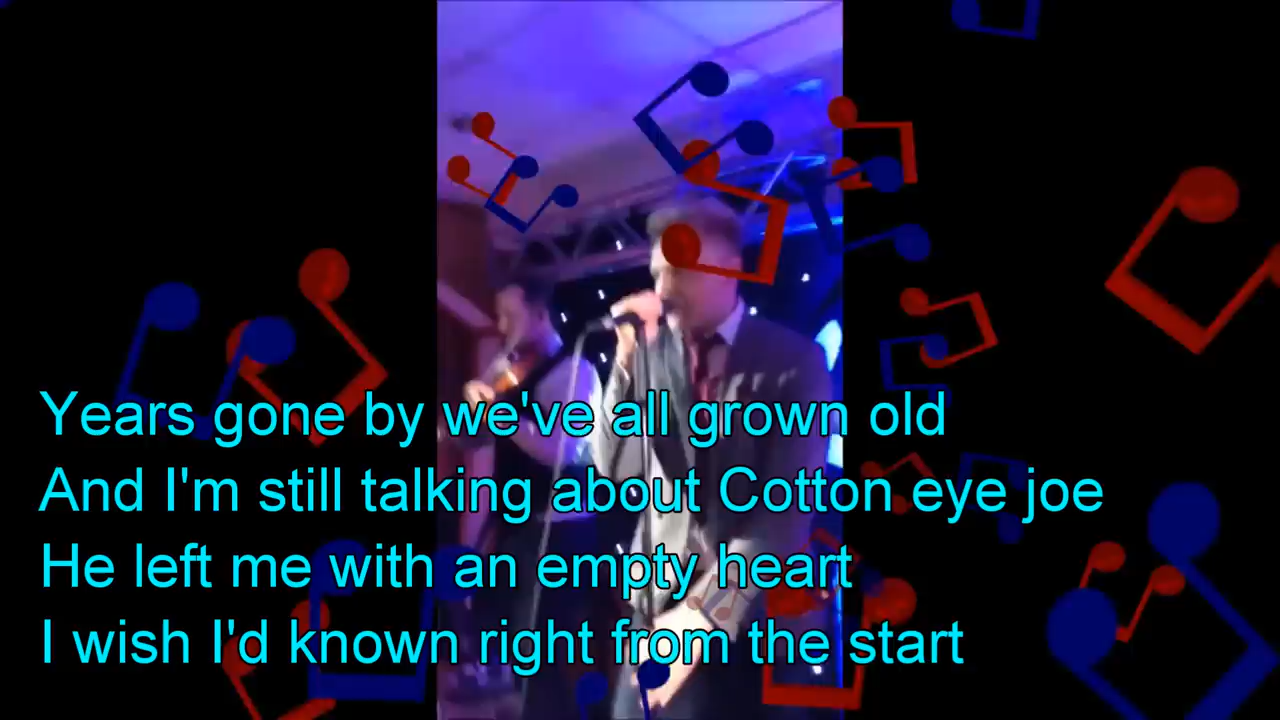 Years gone by we've all grown old
And I'm still talking about Cotton eye joe
He left me with an empty heart
I wish I'd known right from the start